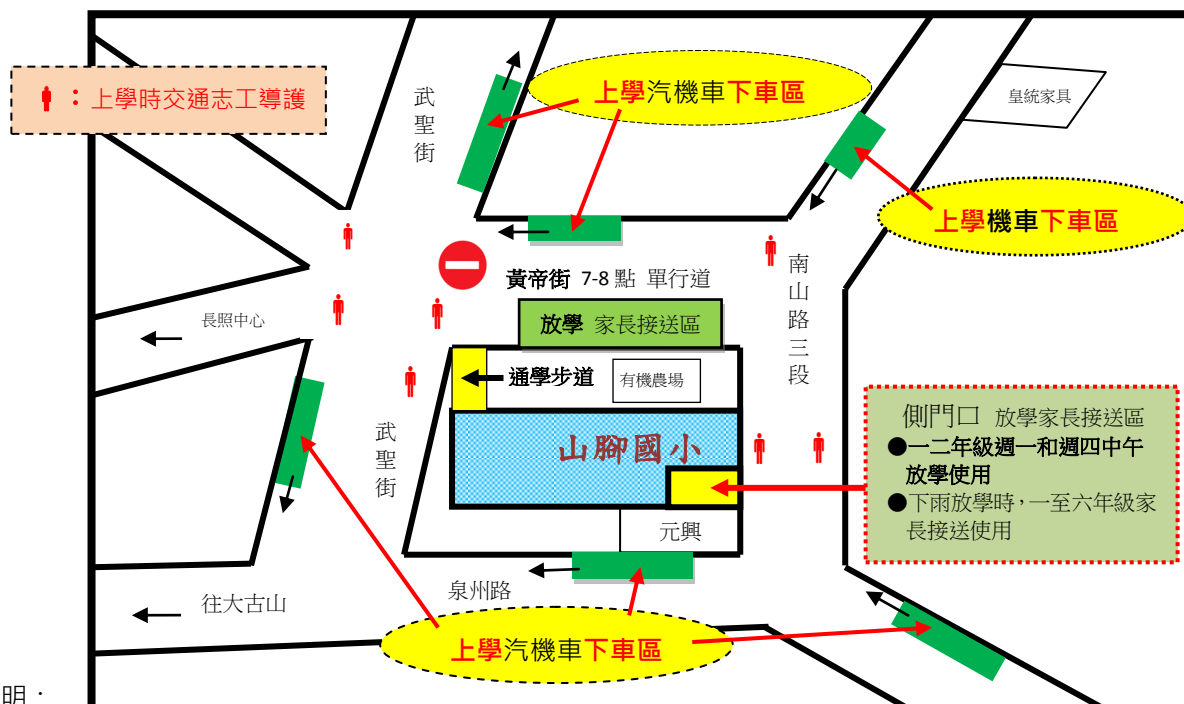 ：上學時交通志工導護
武聖街
上學汽機車下車區
皇統家具
上學機車下車區
南山路三段
黃帝街 7-8 點 單行道
長照中心
放學 家長接送區
通學步道
有機農場
武聖街
山腳國小
側門口 放學家長接送區
●一二年級週一和週四中午
放學使用
●下雨放學時，一至六年級家
長接送使用
元興
泉州路
往大古山
上學汽機車下車區
明：